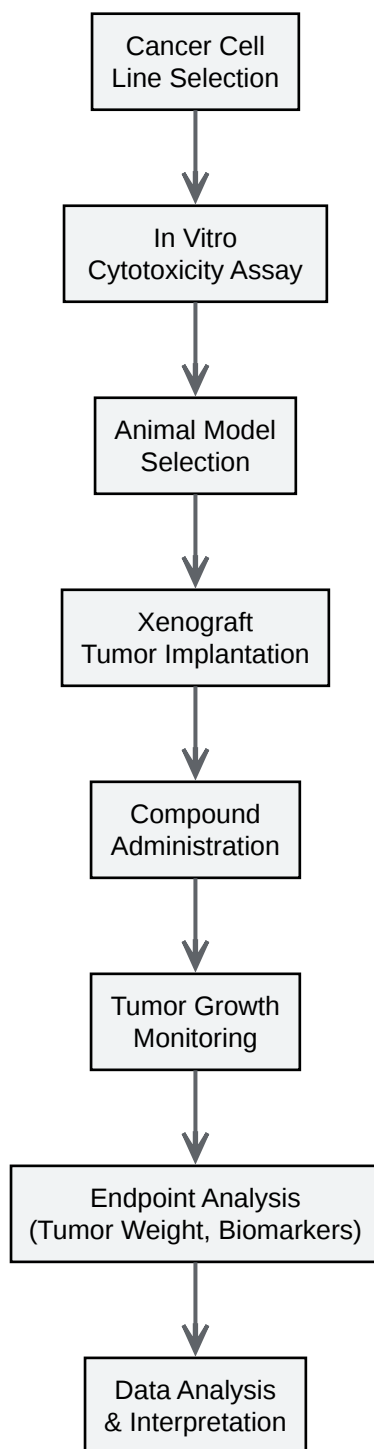 Cancer Cell
Line Selection
In Vitro
Cytotoxicity Assay
Animal Model
Selection
Xenograft
Tumor Implantation
Compound
Administration
Tumor Growth
Monitoring
Endpoint Analysis
(Tumor Weight, Biomarkers)
Data Analysis
& Interpretation